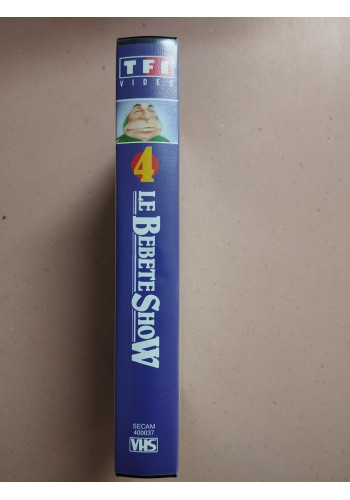 TF1
VIDEO
4
LE BEBETE SHOW
SECAM
400037
VHS